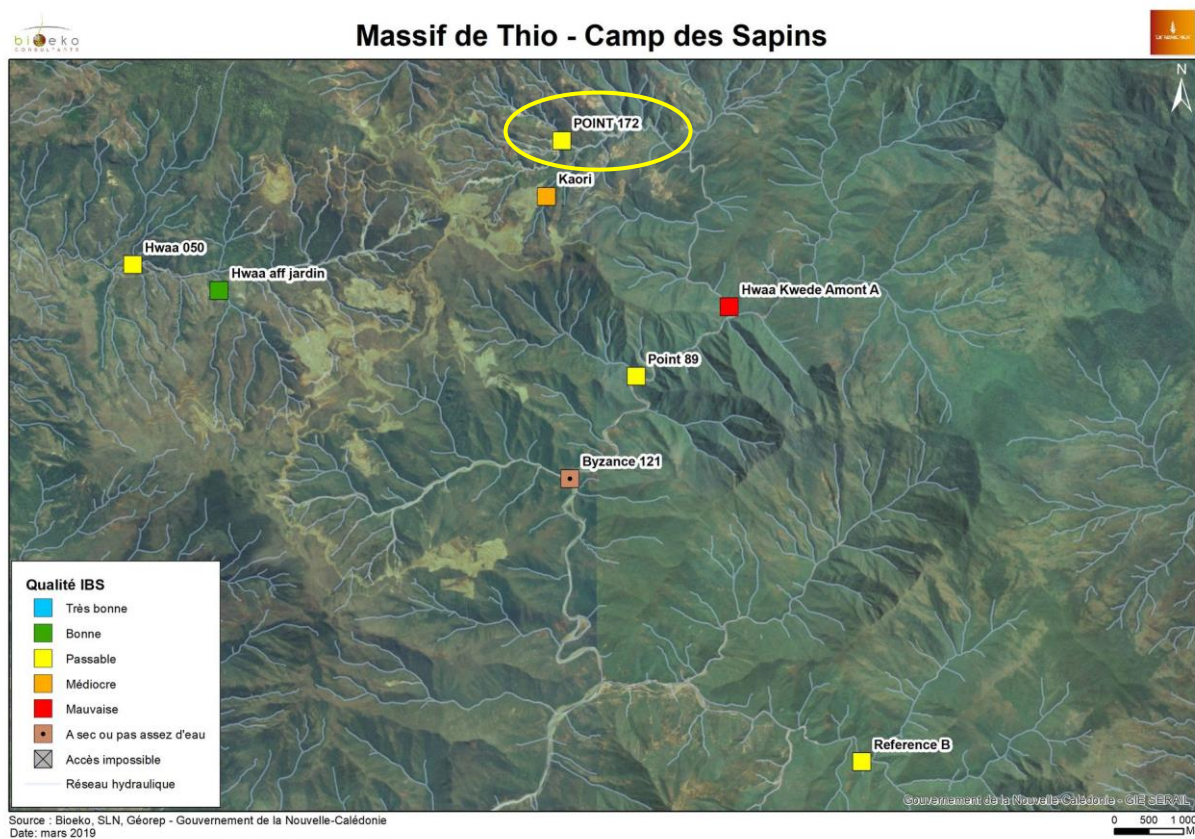 bioeko
CONSULTANTS
Massif de Thio - Camp des Sapins
N
POINT 172
Kaori
Hwaa 050
Hwaa aff jardin
Hwaa Kwede Amont A
Point 89
Byzance 121
Reference B
Qualité IBS
Très bonne
Bonne
Passable
Médiocre
Mauvaise
A sec ou pas assez d'eau
Accès impossible
Réseau hydraulique
Gouvernement de la Nouvelle-Calédonie - GIE SERAIL
Source : Bioeko, SLN, Géorep - Gouvernement de la Nouvelle-Calédonie
Date: mars 2019
0 500 1 000
M